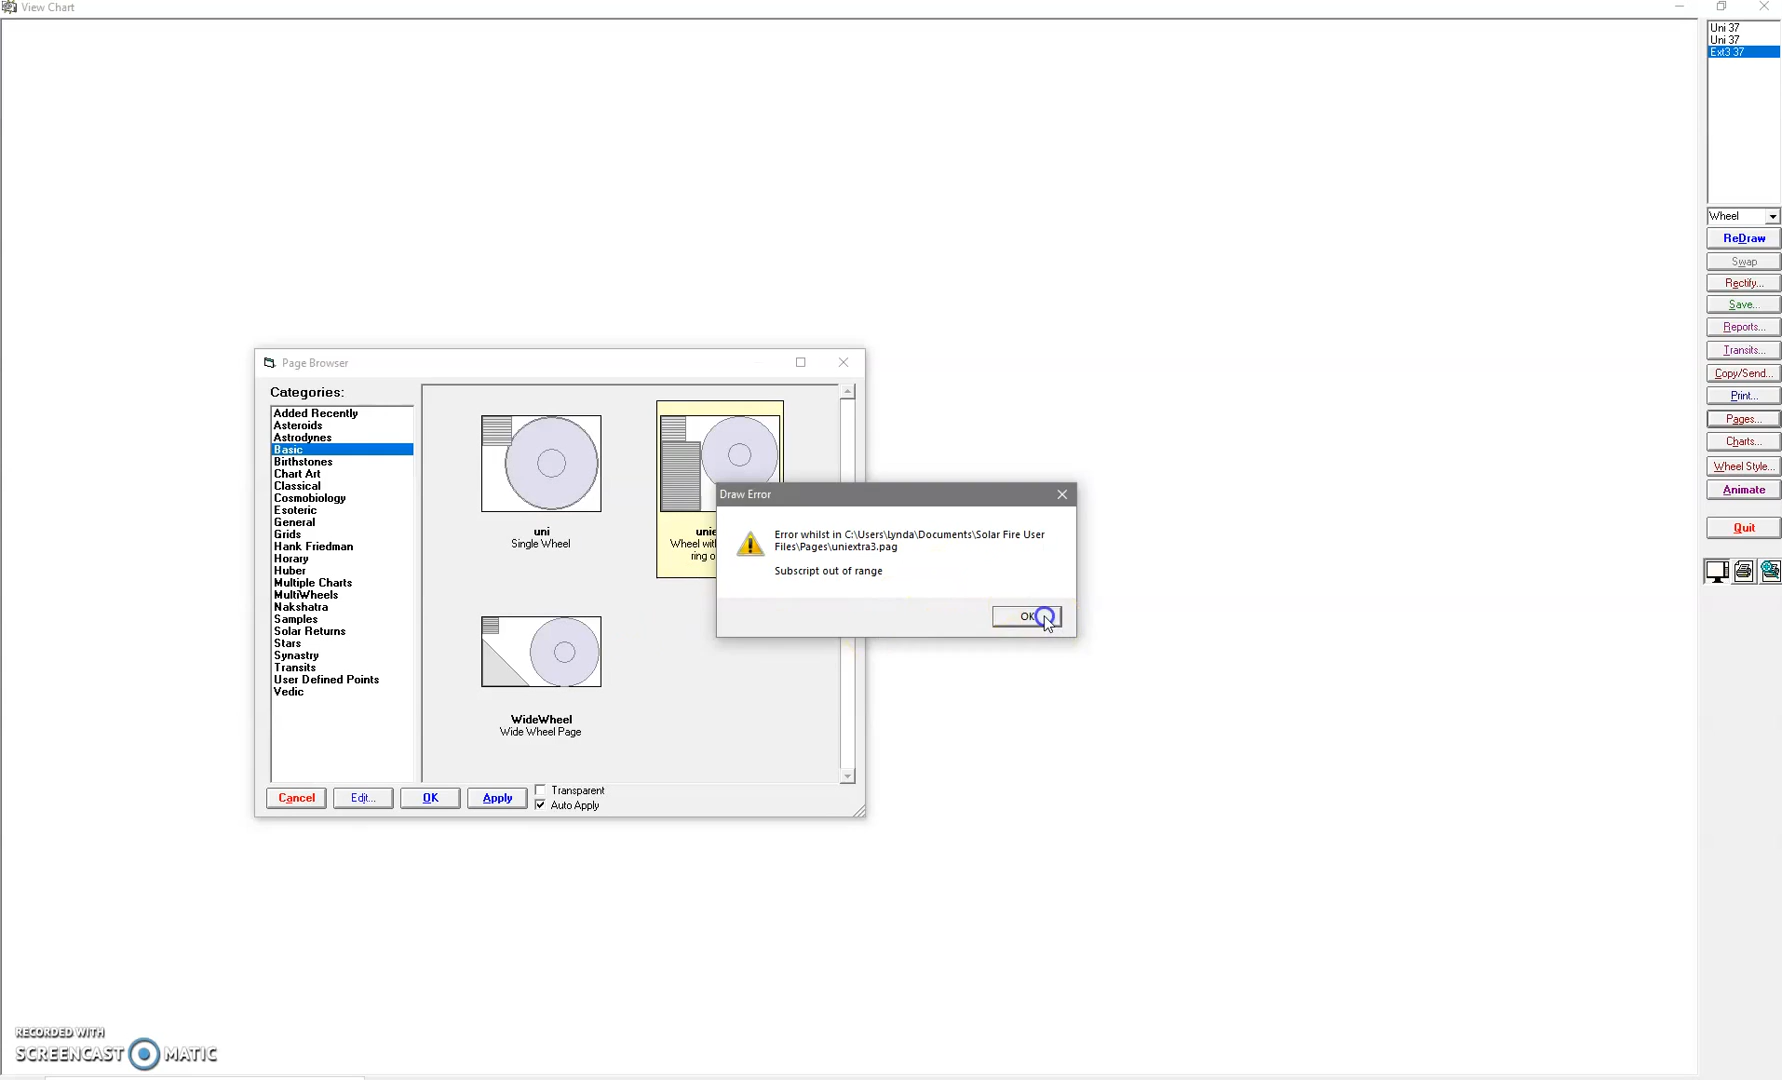 View Chart
Uni 37
Uni 37
Ext3 37
Wheel
ReDraw
Swap
Rectify...
Save...
Reports...
Transits...
Copy/Send...
Print...
Pages...
Charts...
Wheel Style...
Animate
Quit
Page Browser
Categories:
Added Recently
Asteroids
Astrodynes
Basic
Birthstones
Chart Art
Classical
Cosmobiology
Esoteric
General
Grids
Hank Friedman
Horary
Huber
Multiple Charts
MultiWheels
Nakshatra
Samples
Solar Returns
Stars
Synastry
Transits
User Defined Points
Vedic
uni
Single Wheel
unie
Wheel wit
ring o
WideWheel
Wide Wheel Page
Cancel
Edit...
OK
Apply
Transparent
Auto Apply
Draw Error
Error whilst in C:\Users\Lynda\Documents\Solar Fire User
Files\Pages\uniextra3.pag
Subscript out of range
OK
RECORDED WITH
SCREENCAST MATIC